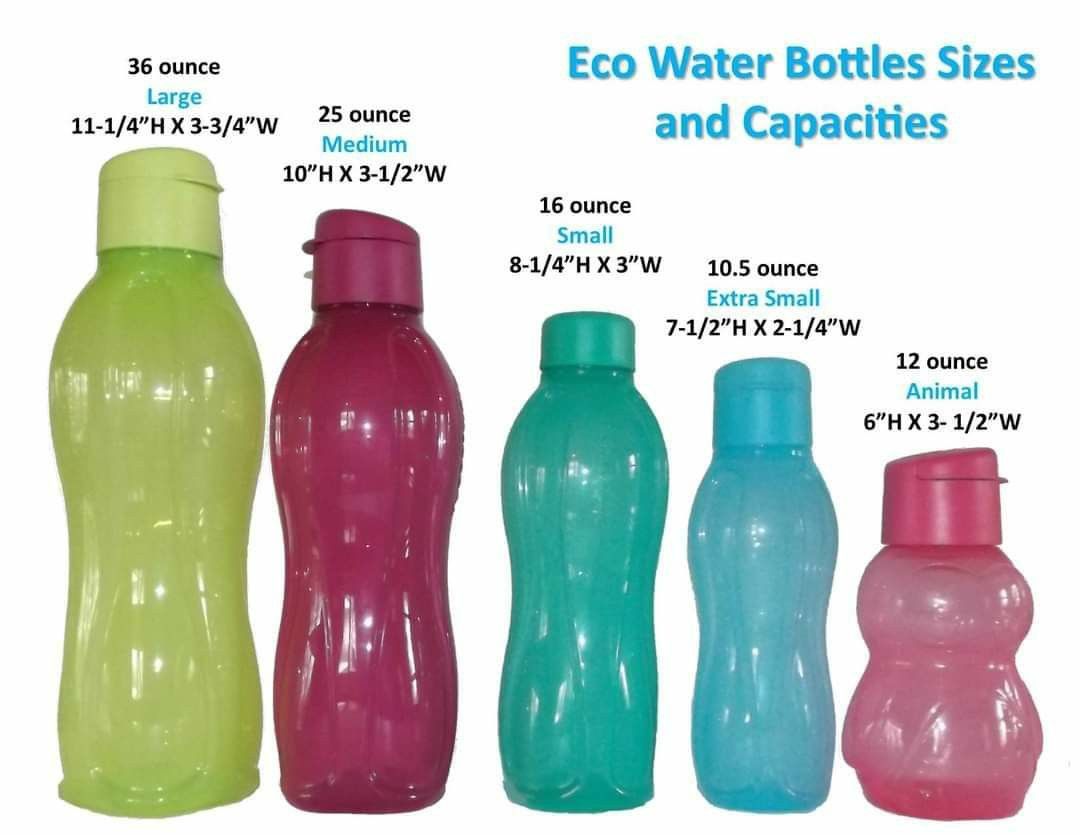 Eco Water Bottles Sizes
and Capacities
36 ounce
Large
11-1/4”H X 3-3/4”W
25 ounce
Medium
10”H X 3-1/2”W
16 ounce
Small
8-1/4”H X 3”W
10.5 ounce
Extra Small
7-1/2”H X 2-1/4”W
12 ounce
Animal
6”H X 3- 1/2”W